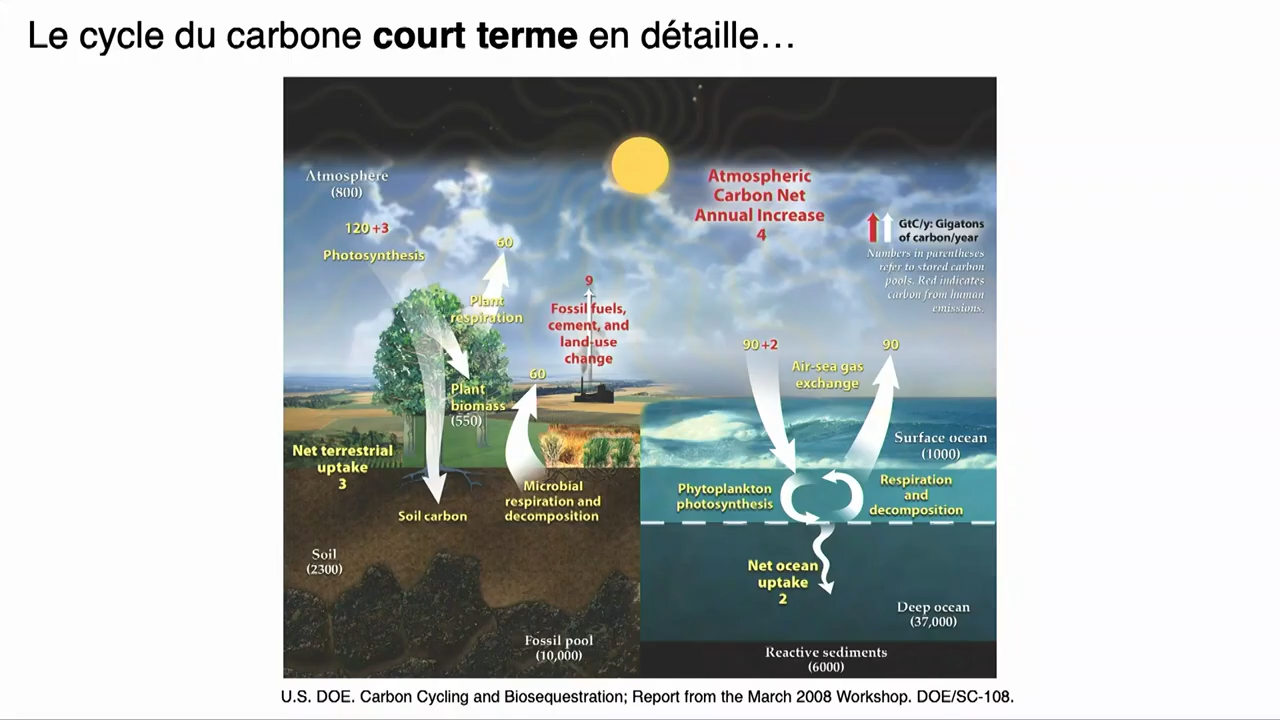 Le cycle du carbone court terme en détaille…
Atmosphere
(800)
120 +3
Photosynthesis
60
Plant
respiration
9
Fossil fuels,
cement, and
land-use
change
60
Plant
biomass
(550)
Net terrestrial
uptake
3
Soil carbon
Microbial
respiration and
decomposition
Soil
(2300)
Fossil pool
(10,000)
Atmospheric
Carbon Net
Annual Increase
4
GtC/y: Gigatons
of carbon/year
Numbers in parentheses
refer to stored carbon
pools. Red indicates
carbon from human
emissions.
90 +2
90
Air-sea gas
exchange
Surface ocean
(1000)
Phytoplankton
photosynthesis
Respiration
and
decomposition
Net ocean
uptake
2
Deep ocean
(37,000)
Reactive sediments
(6000)
U.S. DOE. Carbon Cycling and Biosequestration; Report from the March 2008 Workshop. DOE/SC-108.